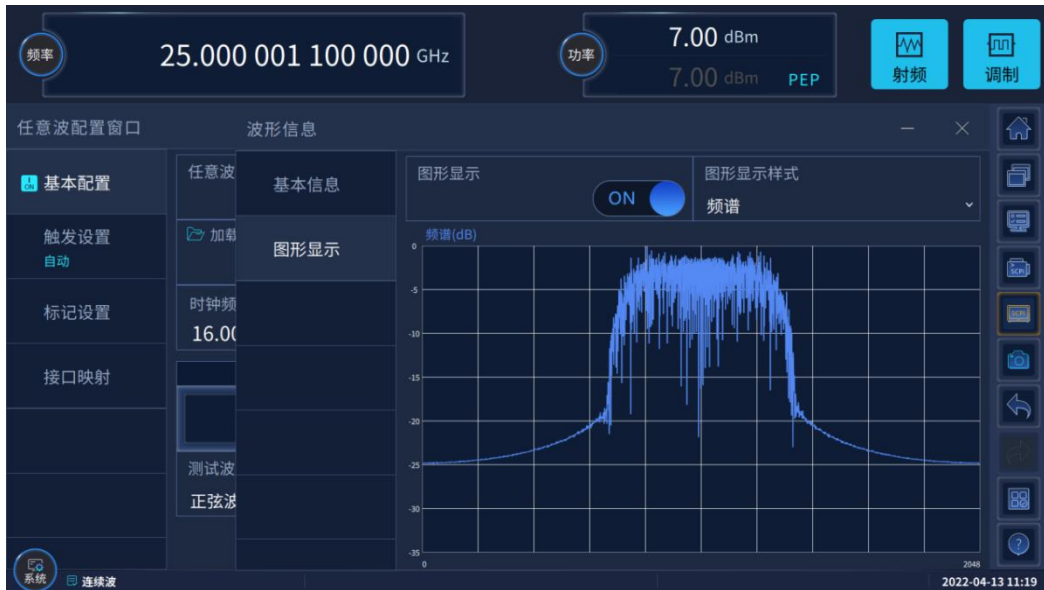 频率
25.000 001 100 000 GHz
功率
7.00 dBm
7.00 dBm PEP
射频
调制
任意波配置窗口
波形信息
基本配置
触发设置
自动
标记设置
接口映射
任意波
加载
时钟频
16.00
测试波
正弦波
基本信息
图形显示
图形显示
ON
图形显示样式
频谱
频谱(dB)
0
-5
-10
-15
-20
-25
-30
-35
0
2048
SCPI
SCPI
系统
连续波
2022-04-13 11:19